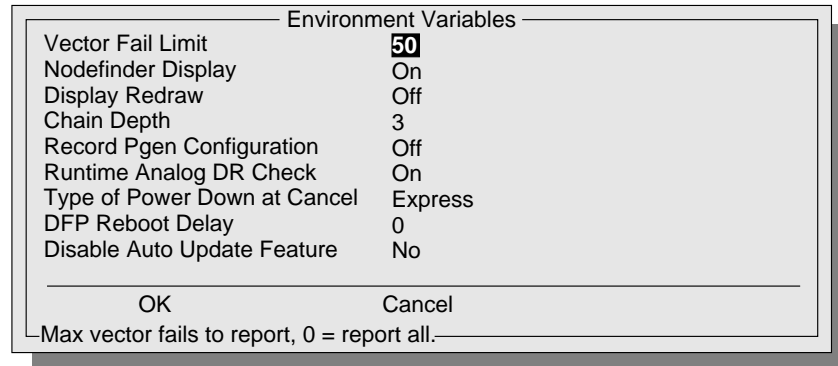 Environment Variables
Vector Fail Limit 50
Nodefinder Display On
Display Redraw Off
Chain Depth 3
Record Pgen Configuration Off
Runtime Analog DR Check On
Type of Power Down at Cancel Express
DFP Reboot Delay 0
Disable Auto Update Feature No
OK Cancel
Max vector fails to report, 0 = report all.